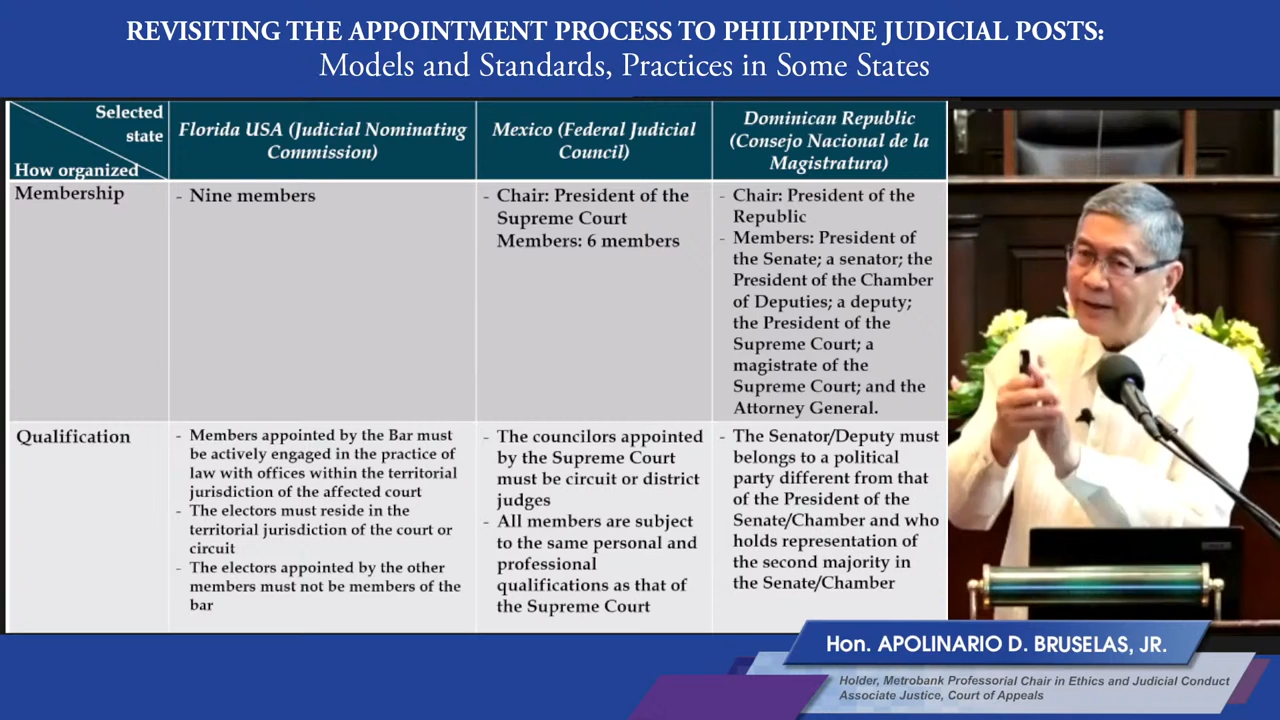 REVISITING THE APPOINTMENT PROCESS TO PHILIPPINE JUDICIAL POSTS:
Models and Standards, Practices in Some States
Selected
state
How organized
Florida USA (Judicial Nominating
Commission)
Mexico (Federal Judicial
Council)
Dominican Republic
(Consejo Nacional de la
Magistratura)
Membership
- Nine members
- Chair: President of the
Supreme Court
Members: 6 members
- Chair: President of the
Republic
- Members: President of
the Senate; a senator; the
President of the Chamber
of Deputies; a deputy;
the President of the
Supreme Court; a
magistrate of the
Supreme Court; and the
Attorney General.
Qualification
- Members appointed by the Bar must
be actively engaged in the practice of
law with offices within the territorial
jurisdiction of the affected court
- The electors must reside in the
territorial jurisdiction of the court or
circuit
- The electors appointed by the other
members must not be members of the
bar
- The councilors appointed
by the Supreme Court
must be circuit or district
judges
- All members are subject
to the same personal and
professional
qualifications as that of
the Supreme Court
- The Senator/Deputy must
belongs to a political
party different from that
of the President of the
Senate/Chamber and who
holds representation of
the second majority in
the Senate/Chamber
Hon. APOLINARIO D. BRUSELAS, JR.
Holder, Metrobank Professorial Chair in Ethics and Judicial Conduct
Associate Justice, Court of Appeals